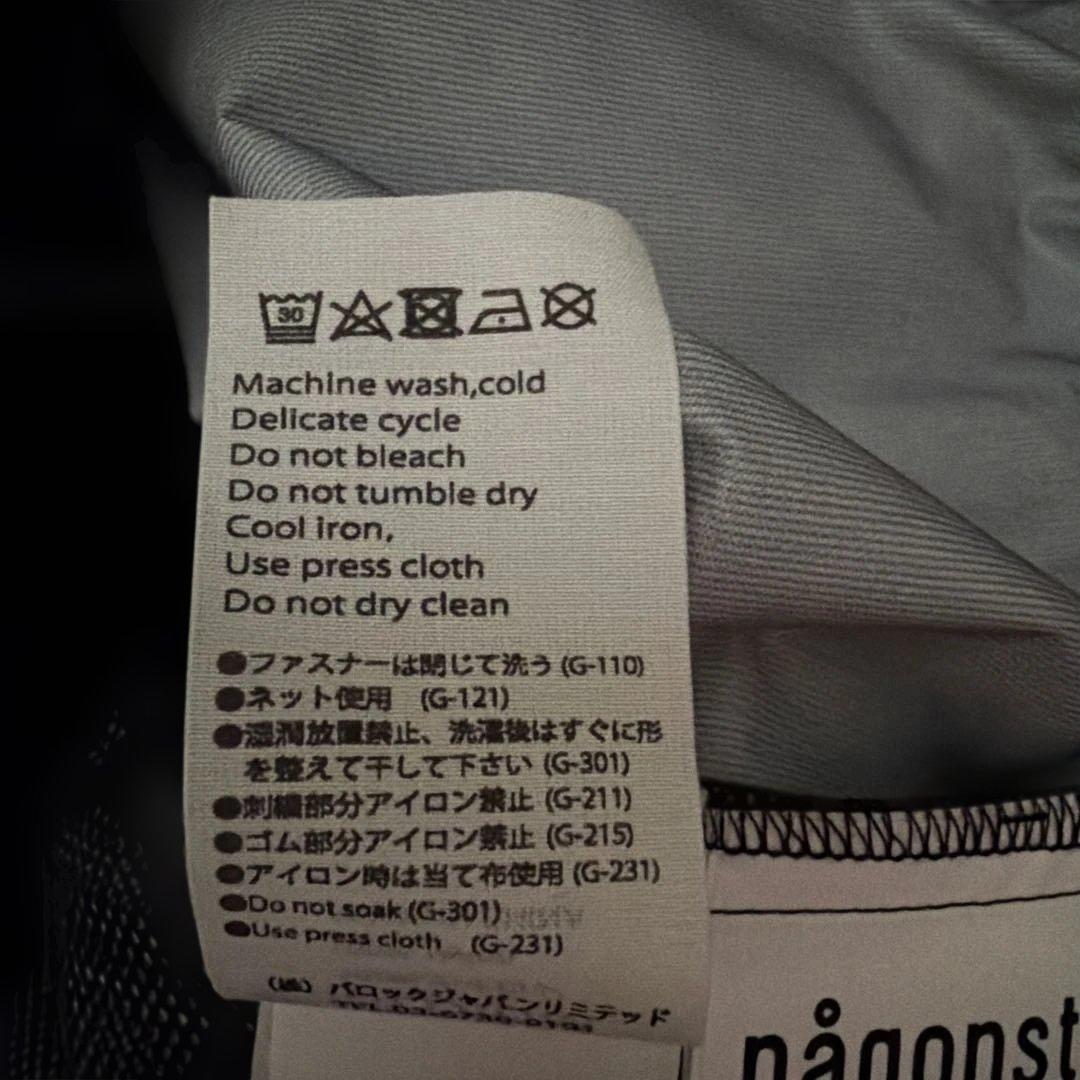 30
Machine wash,cold
Delicate cycle
Do not bleach
Do not tumble dry
Cool iron,
Use press cloth
Do not dry clean
●ファスナーは閉じて洗う (G-110)
●ネット使用 (G-121)
●湿潤放置禁止、洗濯後はすぐに形
を整えて干して下さい (G-301)
●刺繍部分アイロン禁止 (G-211)
●ゴム部分アイロン禁止 (G-215)
●アイロン時は当て布使用 (G-231)
●Do not soak (G-301)
●Use press cloth (G-231)
(株) バロックジャパンリミテッド
någonst